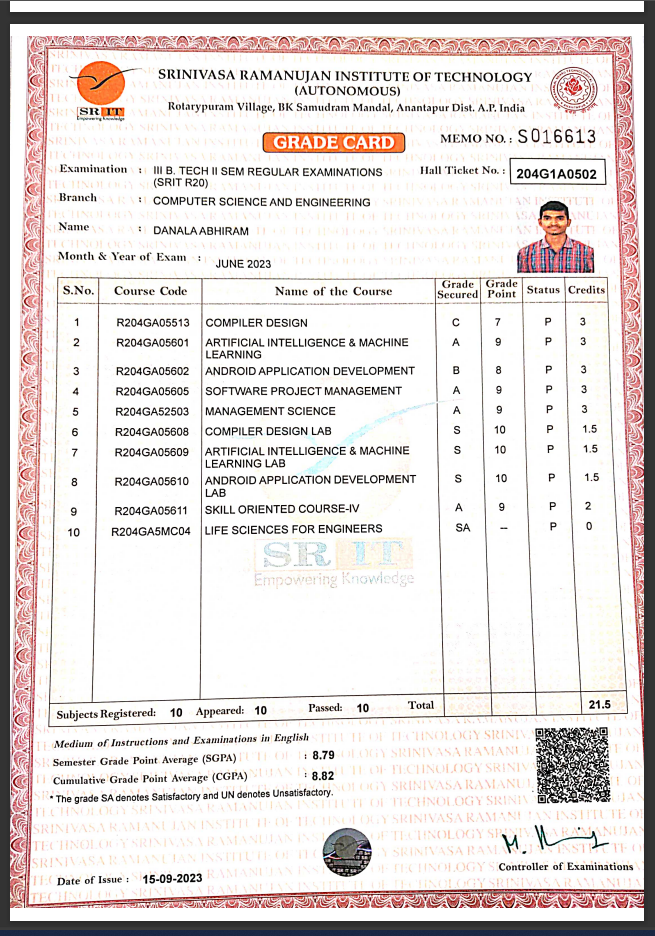 SRINIVASA RAMANUJAN INSTITUTE OF TECHNOLOGY
(AUTONOMOUS)
Rotarypuram Village, BK Samudram Mandal, Anantapur Dist. A.P. India
SR IT
Empowering Knowledge
GRADE CARD
MEMO NO. : S016613
Examination : III B. TECH II SEM REGULAR EXAMINATIONS
(SRIT R20)
Hall Ticket No. : 204G1A0502
Branch : COMPUTER SCIENCE AND ENGINEERING
Name : DANALA ABHIRAM
Month & Year of Exam : JUNE 2023
S.No. Course Code Name of the Course Grade Secured Grade Point Status Credits
1 R204GA05513 COMPILER DESIGN C 7 P 3
2 R204GA05601 ARTIFICIAL INTELLIGENCE & MACHINE A 9 P 3
LEARNING
3 R204GA05602 ANDROID APPLICATION DEVELOPMENT B 8 P 3
4 R204GA05605 SOFTWARE PROJECT MANAGEMENT A 9 P 3
5 R204GA52503 MANAGEMENT SCIENCE A 9 P 3
6 R204GA05608 COMPILER DESIGN LAB S 10 P 1.5
7 R204GA05609 ARTIFICIAL INTELLIGENCE & MACHINE S 10 P 1.5
LEARNING LAB
8 R204GA05610 ANDROID APPLICATION DEVELOPMENT S 10 P 1.5
LAB
9 R204GA05611 SKILL ORIENTED COURSE-IV A 9 P 2
10 R204GA5MC04 LIFE SCIENCES FOR ENGINEERS SA -- P 0
SR IT
Empowering Knowledge
Subjects Registered: 10 Appeared: 10 Passed: 10 Total 21.5
Medium of Instructions and Examinations in English
Semester Grade Point Average (SGPA) : 8.79
Cumulative Grade Point Average (CGPA) : 8.82
* The grade SA denotes Satisfactory and UN denotes Unsatisfactory.
Controller of Examinations
Date of Issue : 15-09-2023